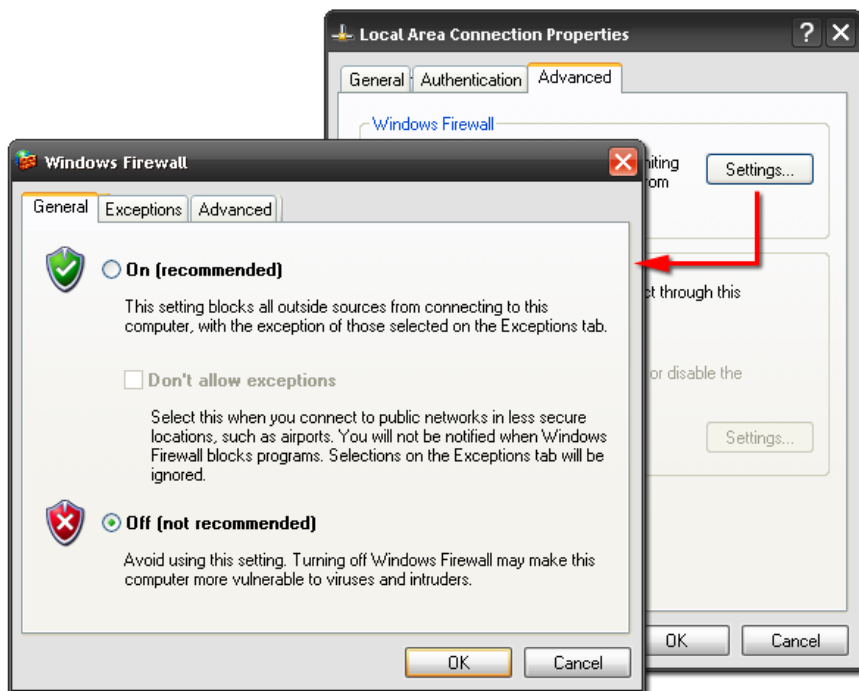 Local Area Connection Properties
General Authentication Advanced
Windows Firewall
Settings...
Windows Firewall
General Exceptions Advanced
On (recommended)
This setting blocks all outside sources from connecting to this
computer, with the exception of those selected on the Exceptions tab.
Don't allow exceptions
Select this when you connect to public networks in less secure
locations, such as airports. You will not be notified when Windows
Firewall blocks programs. Selections on the Exceptions tab will be
ignored.
Off (not recommended)
Avoid using this setting. Turning off Windows Firewall may make this
computer more vulnerable to viruses and intruders.
OK Cancel
through this
or disable the
Settings...
OK Cancel